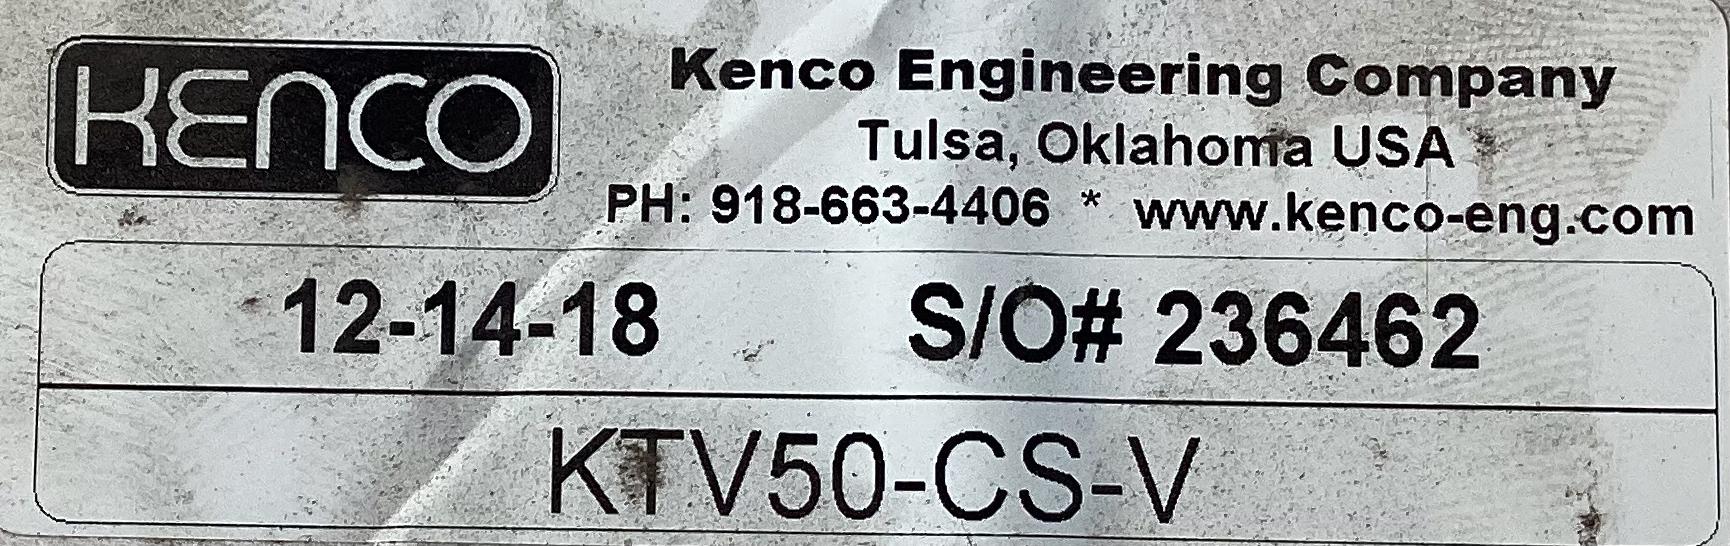 KENCO
Kenco Engineering Company
Tulsa, Oklahoma USA
PH: 918-663-4406 * www.kenco-eng.com
12-14-18 S/O# 236462
KTV50-CS-V